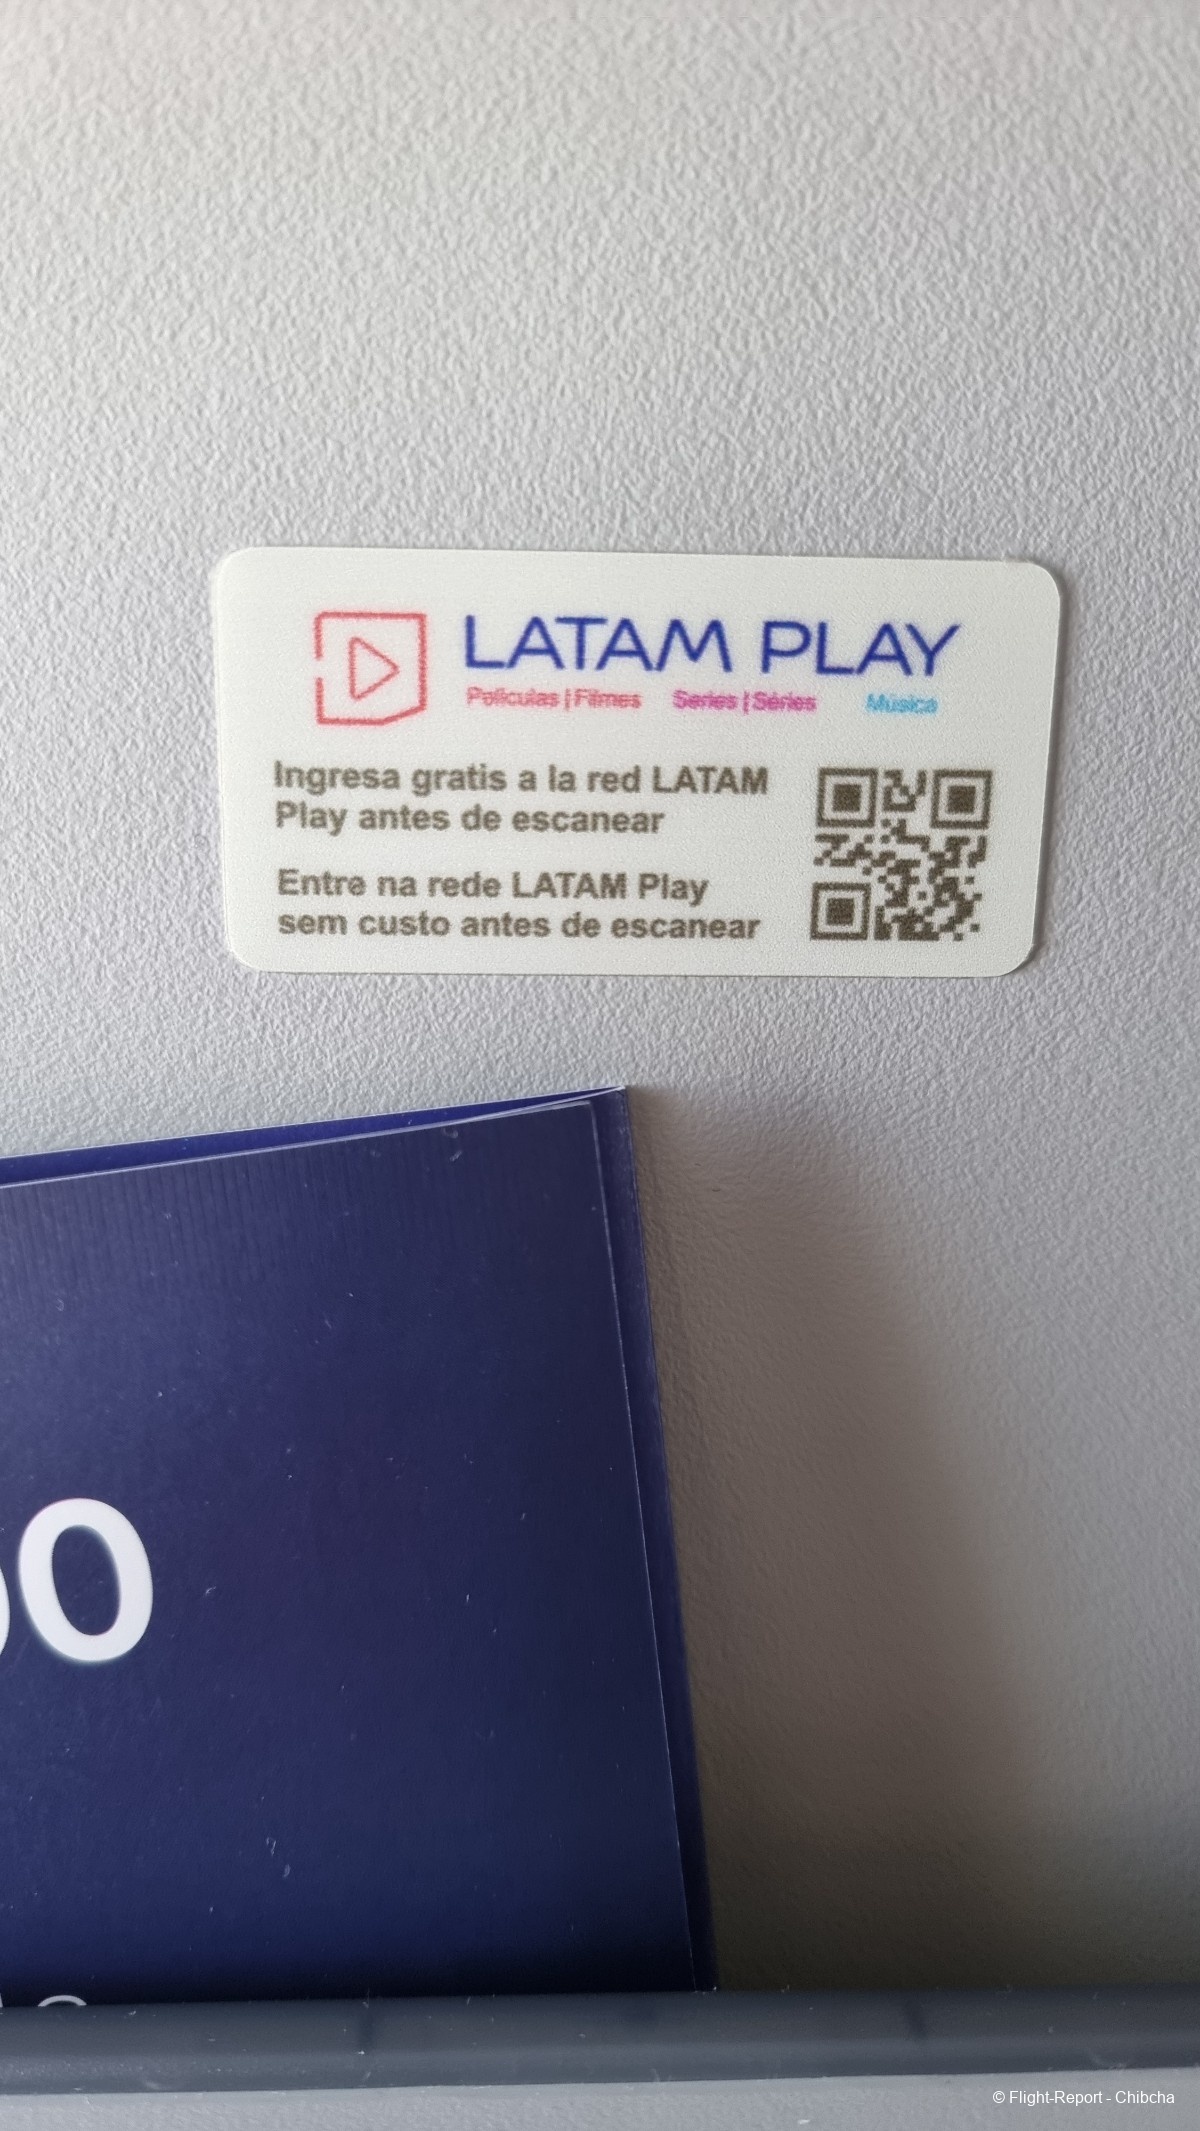 LATAM PLAY
Películas | Filmes Series | Séries Música
Ingresa gratis a la red LATAM
Play antes de escanear
Entre na rede LATAM Play
sem custo antes de escanear
© Flight-Report - Chibcha